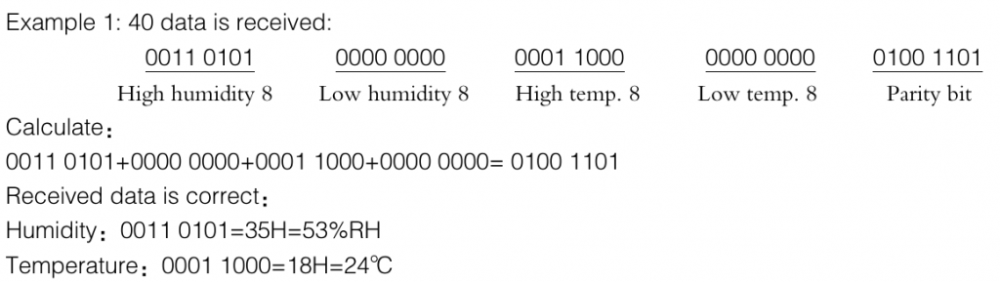 Example 1: 40 data is received:
0011 0101 0000 0000 0001 1000 0000 0000 0100 1101
High humidity 8 Low humidity 8 High temp. 8 Low temp. 8 Parity bit
Calculate：
0011 0101+0000 0000+0001 1000+0000 0000= 0100 1101
Received data is correct：
Humidity：0011 0101=35H=53%RH
Temperature：0001 1000=18H=24℃